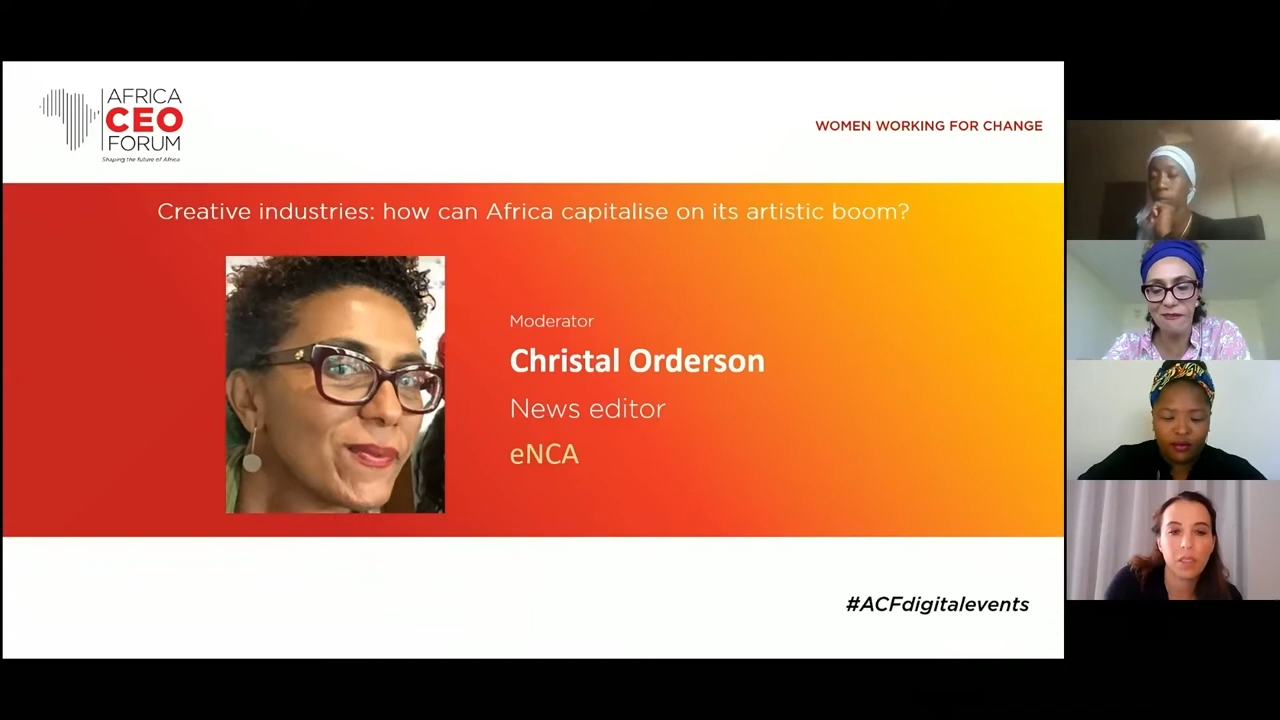 AFRICA
CEO
FORUM
Shaping the future of Africa
WOMEN WORKING FOR CHANGE
Creative industries: how can Africa capitalise on its artistic boom?
Moderator
Christal Orderson
News editor
eNCA
#ACFdigitalevents